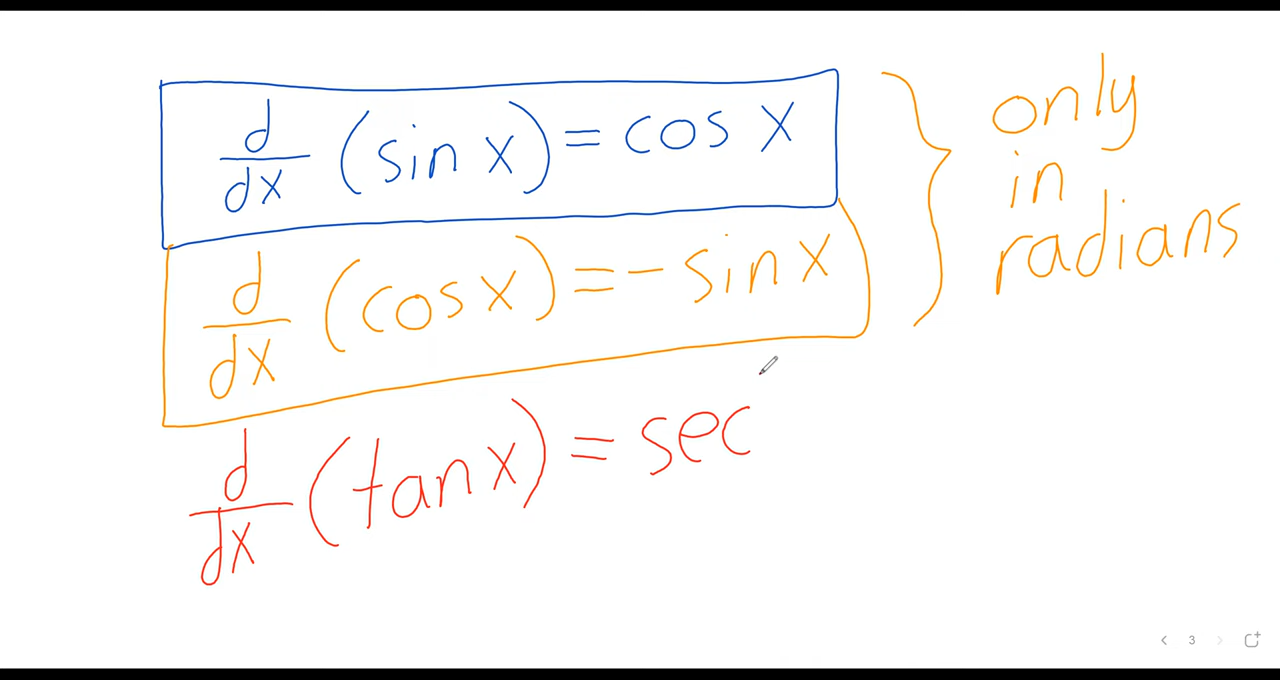 d/dx (sin x) = cos x
d/dx (cos x) = - sin x
d/dx (tan x) = sec
only
in
radians
3